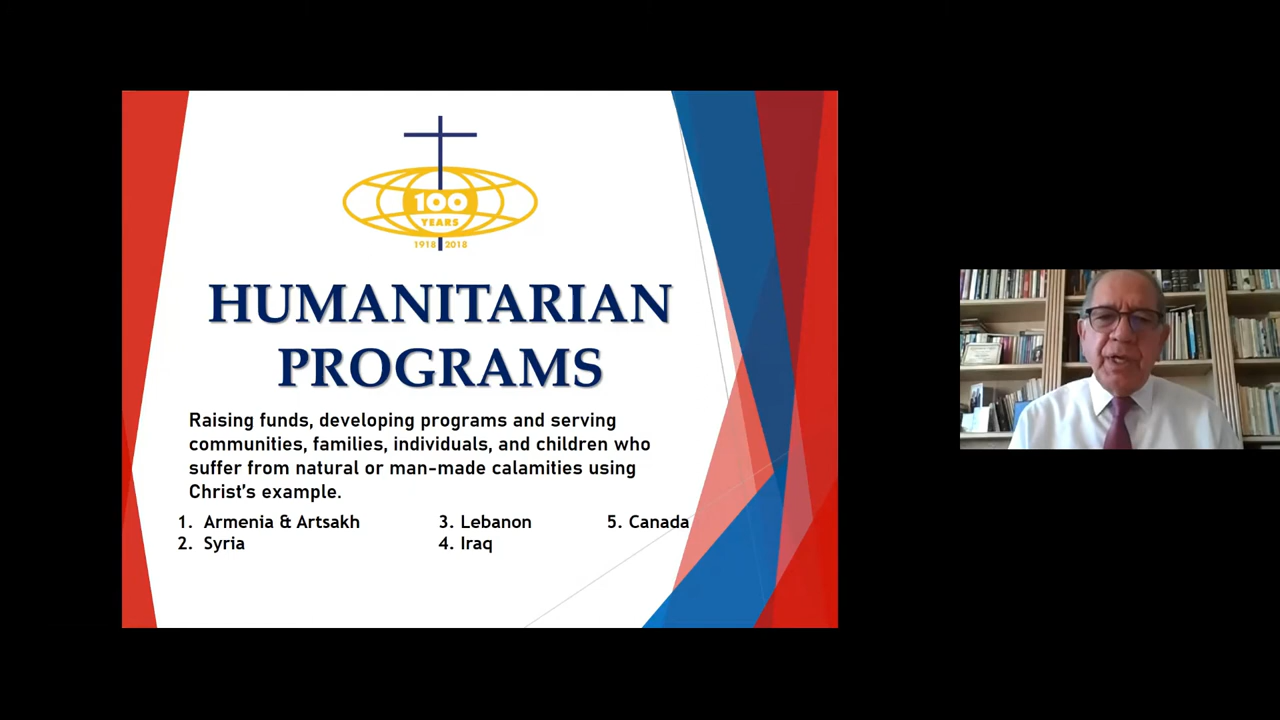 100
YEARS
1918 2018
HUMANITARIAN
PROGRAMS
Raising funds, developing programs and serving
communities, families, individuals, and children who
suffer from natural or man-made calamities using
Christ's example.
1. Armenia & Artsakh 3. Lebanon 5. Canada
2. Syria 4. Iraq